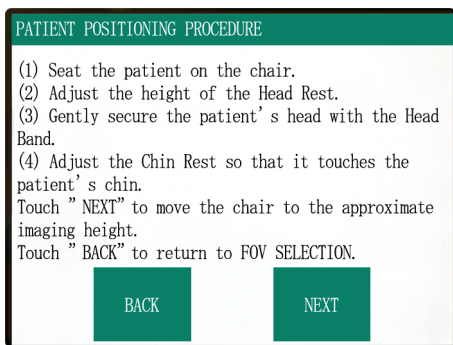 PATIENT POSITIONING PROCEDURE
(1) Seat the patient on the chair.
(2) Adjust the height of the Head Rest.
(3) Gently secure the patient's head with the Head
Band.
(4) Adjust the Chin Rest so that it touches the
patient's chin.
Touch "NEXT" to move the chair to the approximate
imaging height.
Touch "BACK" to return to FOV SELECTION.
BACK NEXT